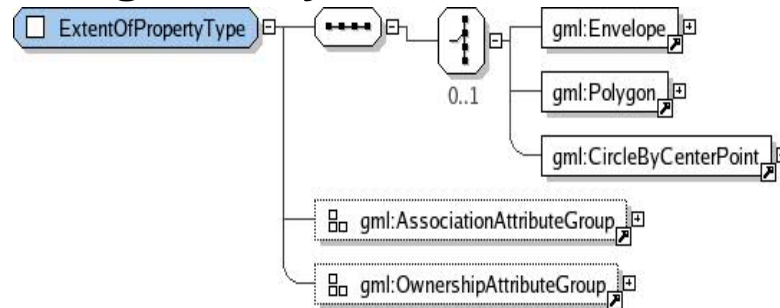 ExtentOfPropertyType
0..1
gml:Envelope
gml:Polygon
gml:CircleByCenterPoint
gml:AssociationAttributeGroup
gml:OwnershipAttributeGroup